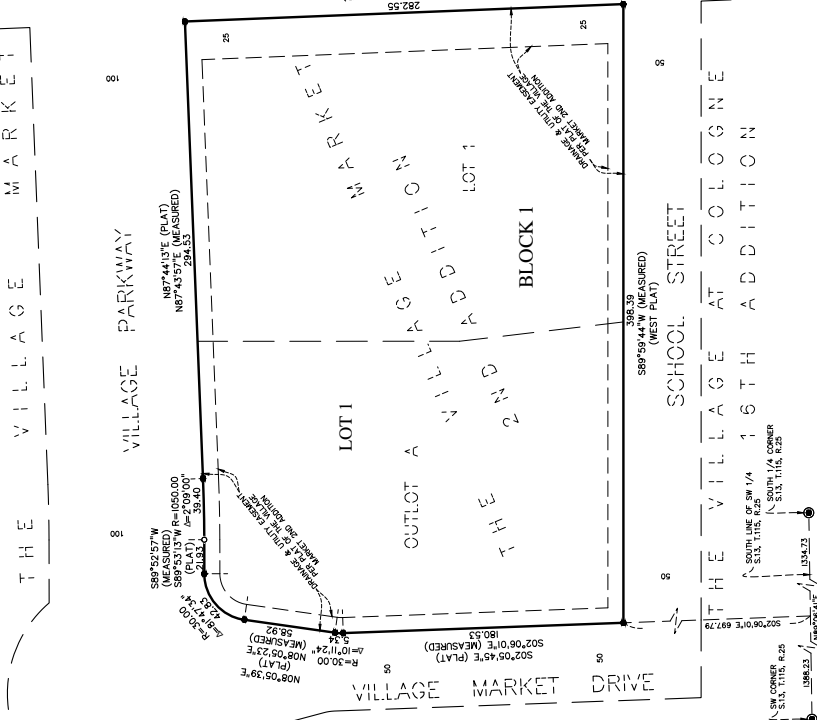 282.55
25
25
50
100
THE VILLAGE MARKET
VILLAGE PARKWAY
N87°44'13"E (PLAT)
N87°43'57"E (MEASURED)
294.53
MARKET
ADDITION
LOT 1
BLOCK 1
DRAINAGE & UTILITY EASEMENT
PER PLAT OF THE VILLAGE
MARKET 2ND ADDITION
SCHOOL STREET
398.39
S89°59'44"W (MEASURED)
(WEST PLAT)
THE VILLAGE AT COLOGNE
16TH ADDITION
VILLAGE
ADDITION
2ND
THE
OUTLOT A
LOT 1
DRAINAGE & UTILITY EASEMENT
PER PLAT OF THE VILLAGE
MARKET 2ND ADDITION
39.40
Δ=2°09'00"
R=1050.00
21.93
S89°52'57"W
(MEASURED)
S89°53'13"W
(PLAT)
100
R=30.00
Δ=81°47'34"
42.83
58.92
N08°05'23"E
(MEASURED)
N08°05'39"E
(PLAT)
5.34
Δ=10°11'24"
R=30.00
180.53
S02°06'01"E (MEASURED)
S02°05'45"E (PLAT)
50
50
50
VILLAGE MARKET DRIVE
S02°06'01"E 697.79
SOUTH LINE OF SW 1/4
S.13, T.115, R.25
SOUTH 1/4 CORNER
S.13, T.115, R.25
1334.73
1388.23
SW CORNER
S.13, T.115, R.25